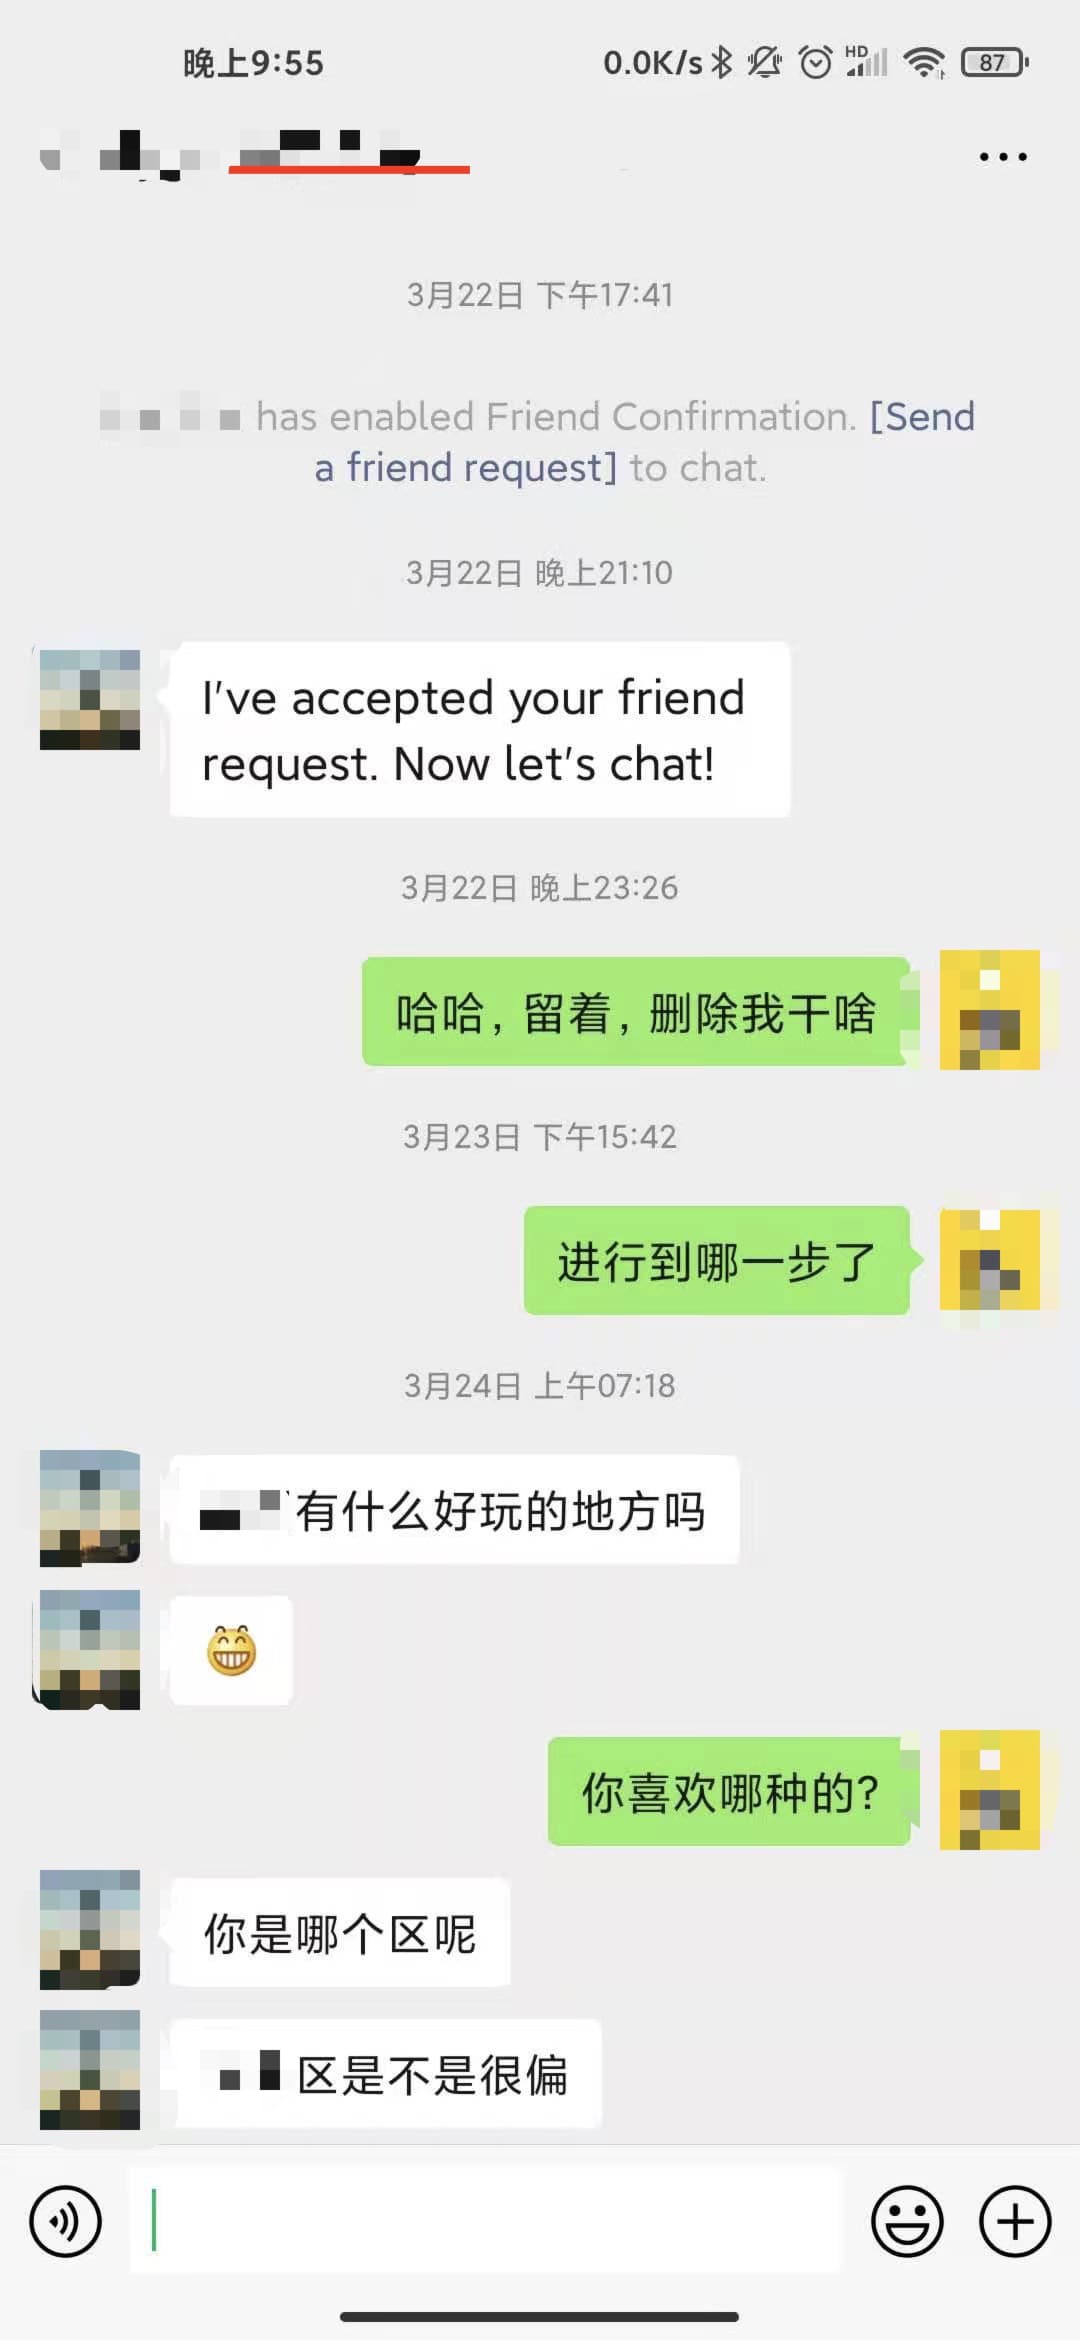 晚上9:55
0.0K/s HD 87
3月22日 下午17:41
has enabled Friend Confirmation. [Send
a friend request] to chat.
3月22日 晚上21:10
I've accepted your friend
request. Now let's chat!
3月22日 晚上23:26
哈哈，留着，删除我干啥
3月23日 下午15:42
进行到哪一步了
3月24日 上午07:18
有什么好玩的地方吗
你喜欢哪种的?
你是哪个区呢
区是不是很偏